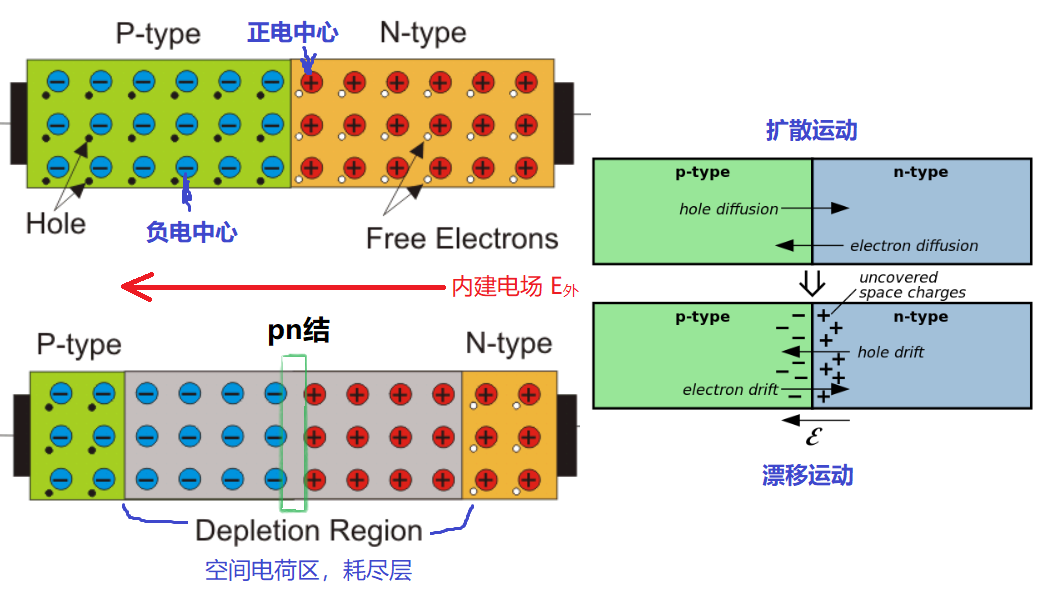 P-type
正电中心
N-type
Hole
负电中心
Free Electrons
内建电场 E外
pn结
P-type
N-type
Depletion Region
空间电荷区，耗尽层
扩散运动
p-type
n-type
hole diffusion
electron diffusion
uncovered
space charges
p-type
n-type
hole drift
electron drift
ℰ
漂移运动